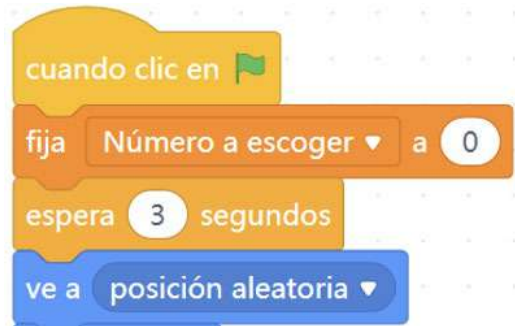 cuando clic en
fija Número a escoger a 0
espera 3 segundos
ve a posición aleatoria